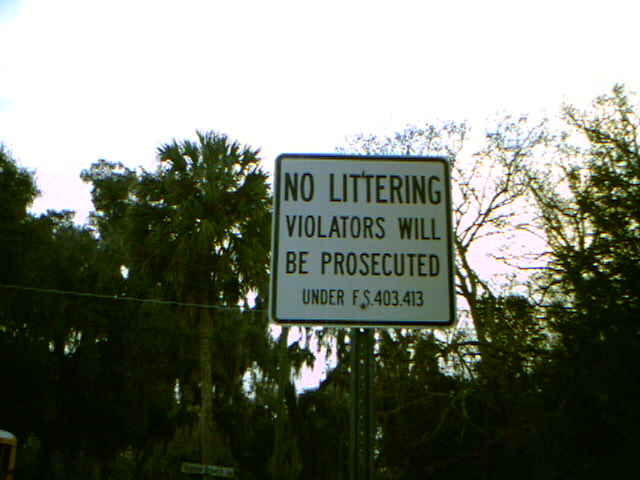 NO LITTERING
VIOLATORS WILL
BE PROSECUTED
UNDER F.S.403.413